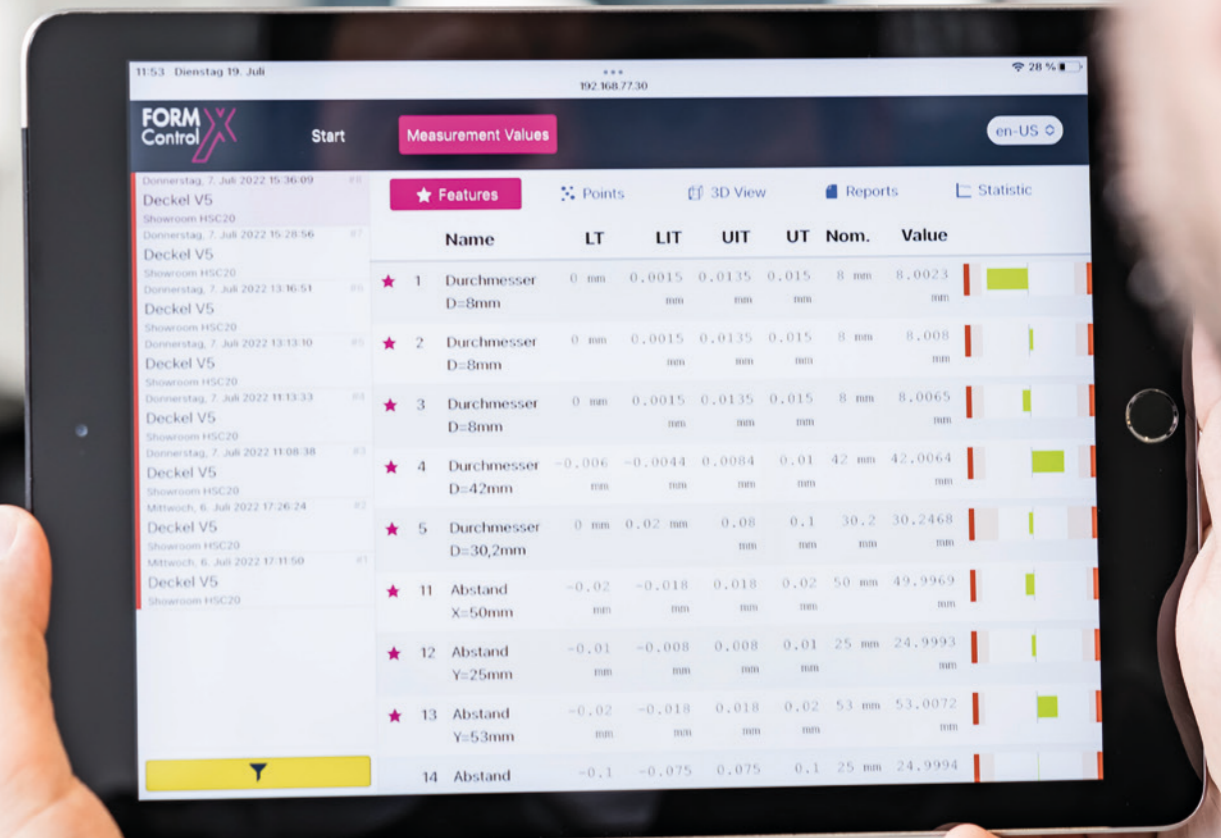 11:53 Dienstag 19. Juli
192.168.77.30
28 %
FORM
Control X
Start
Measurement Values
en-US
Donnerstag, 7. Juli 2022 15:36:09 #8
Deckel V5
Showroom HSC20
Donnerstag, 7. Juli 2022 15:28:56 #7
Deckel V5
Showroom HSC20
Donnerstag, 7. Juli 2022 13:16:51 #6
Deckel V5
Showroom HSC20
Donnerstag, 7. Juli 2022 13:13:10 #5
Deckel V5
Showroom HSC20
Donnerstag, 7. Juli 2022 11:13:33 #4
Deckel V5
Showroom HSC20
Donnerstag, 7. Juli 2022 11:08:38 #3
Deckel V5
Showroom HSC20
Mittwoch, 6. Juli 2022 17:26:24 #2
Deckel V5
Showroom HSC20
Mittwoch, 6. Juli 2022 17:11:50 #1
Deckel V5
Showroom HSC20
Features Points 3D View Reports Statistic
Name LT LIT UIT UT Nom. Value
1 Durchmesser 0 mm 0.0015 0.0135 0.015 8 mm 8.0023
D=8mm mm mm mm mm
2 Durchmesser 0 mm 0.0015 0.0135 0.015 8 mm 8.008
D=8mm mm mm mm mm
3 Durchmesser 0 mm 0.0015 0.0135 0.015 8 mm 8.0065
D=8mm mm mm mm mm
4 Durchmesser -0.006 -0.0044 0.0084 0.01 42 mm 42.0064
D=42mm mm mm mm mm mm
5 Durchmesser 0 mm 0.02 mm 0.08 0.1 30.2 30.2468
D=30,2mm mm mm mm mm
11 Abstand -0.02 -0.018 0.018 0.02 50 mm 49.9969
X=50mm mm mm mm mm mm
12 Abstand -0.01 -0.008 0.008 0.01 25 mm 24.9993
Y=25mm mm mm mm mm mm
13 Abstand -0.02 -0.018 0.018 0.02 53 mm 53.0072
Y=53mm mm mm mm mm mm
14 Abstand -0.1 -0.075 0.075 0.1 25 mm 24.9994